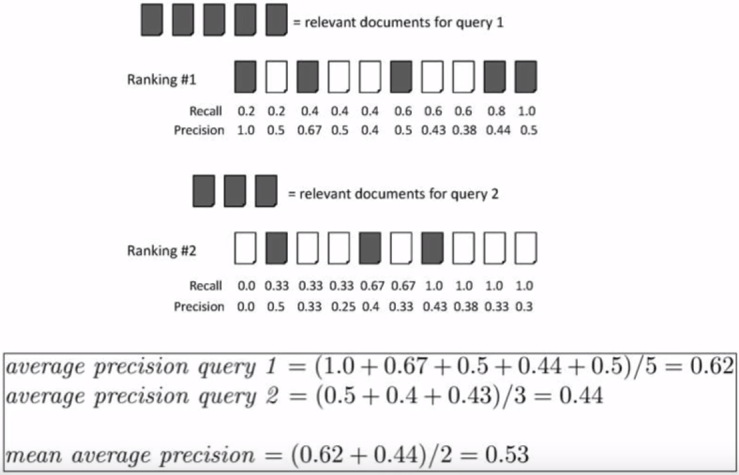 = relevant documents for query 1
Ranking #1
Recall 0.2 0.2 0.4 0.4 0.4 0.6 0.6 0.6 0.8 1.0
Precision 1.0 0.5 0.67 0.5 0.4 0.5 0.43 0.38 0.44 0.5
= relevant documents for query 2
Ranking #2
Recall 0.0 0.33 0.33 0.33 0.67 0.67 1.0 1.0 1.0 1.0
Precision 0.0 0.5 0.33 0.25 0.4 0.33 0.43 0.38 0.33 0.3
average precision query 1 = (1.0 + 0.67 + 0.5 + 0.44 + 0.5)/5 = 0.62
average precision query 2 = (0.5 + 0.4 + 0.43)/3 = 0.44
mean average precision = (0.62 + 0.44)/2 = 0.53